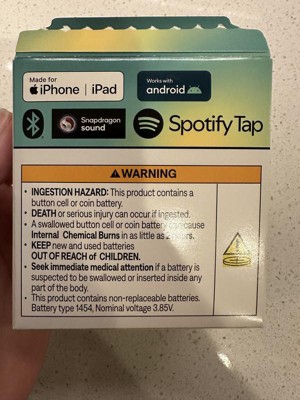 Made for
iPhone | iPad
Works with
android
Snapdragon
sound
Spotify Tap
WARNING
• INGESTION HAZARD: This product contains a
button cell or coin battery.
• DEATH or serious injury can occur if ingested.
• A swallowed button cell or coin battery can cause
Internal Chemical Burns in as little as 2 hours.
• KEEP new and used batteries
OUT OF REACH of CHILDREN.
• Seek immediate medical attention if a battery is
suspected to be swallowed or inserted inside any
part of the body.
• This product contains non-replaceable batteries.
Battery type 1454, Nominal voltage 3.85V.